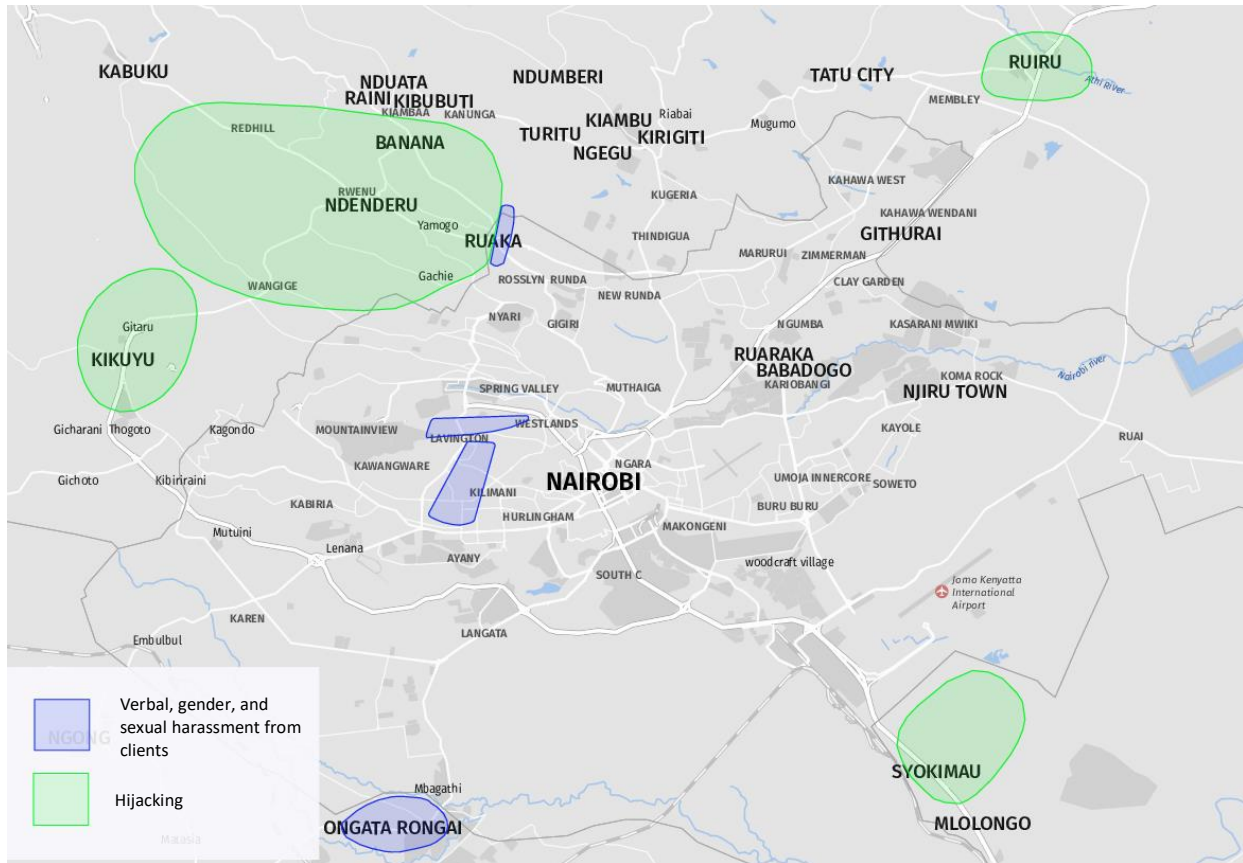 KABUKU
NDUATA
RAINI KIBUBUTI
KIAMBAA KANUNGA
NDUMBERI
TATU CITY
RUIRU
Athi River
MEMBLEY
REDHILL
BANANA
TURITU
KIAMBU
Riabai
KIRIGITI
NGEGU
Mugumo
RWENU
NDENDERU
Yamogo
RUAKA
KUGERIA
THINDIGUA
KAHAWA WEST
KAHAWA WENDANI
GITHURAI
MARURUI
ZIMMERMAN
CLAY GARDEN
Gachie
ROSSLYN RUNDA
NEW RUNDA
WANGIGE
Gitaru
KIKUYU
NYARI
GIGIRI
NGUMBA
KASARANI MWIKI
RUARAKA
BABADOGO
KARIOBANGI
KOMA ROCK
Nairobi river
NJIRU TOWN
SPRING VALLEY
MUTHAIGA
Gicharani Thogoto
Kagondo
MOUNTAINVIEW
LAVINGTON
WESTLANDS
KAYOLE
RUAI
Gichoto
Kibiriraini
KAWANGWARE
NGARA
NAIROBI
UMOJA INNERCORE
SOWETO
KABIRIA
KILIMANI
HURLINGHAM
BURU BURU
MAKONGENI
Mutuini
Lenana
AYANY
SOUTH C
woodcraft village
Jomo Kenyatta
International
Airport
KAREN
LANGATA
Embulbul
NGONG
Verbal, gender, and
sexual harassment from
clients
Hijacking
Matasia
Mbagathi
ONGATA RONGAI
SYOKIMAU
MLOLONGO